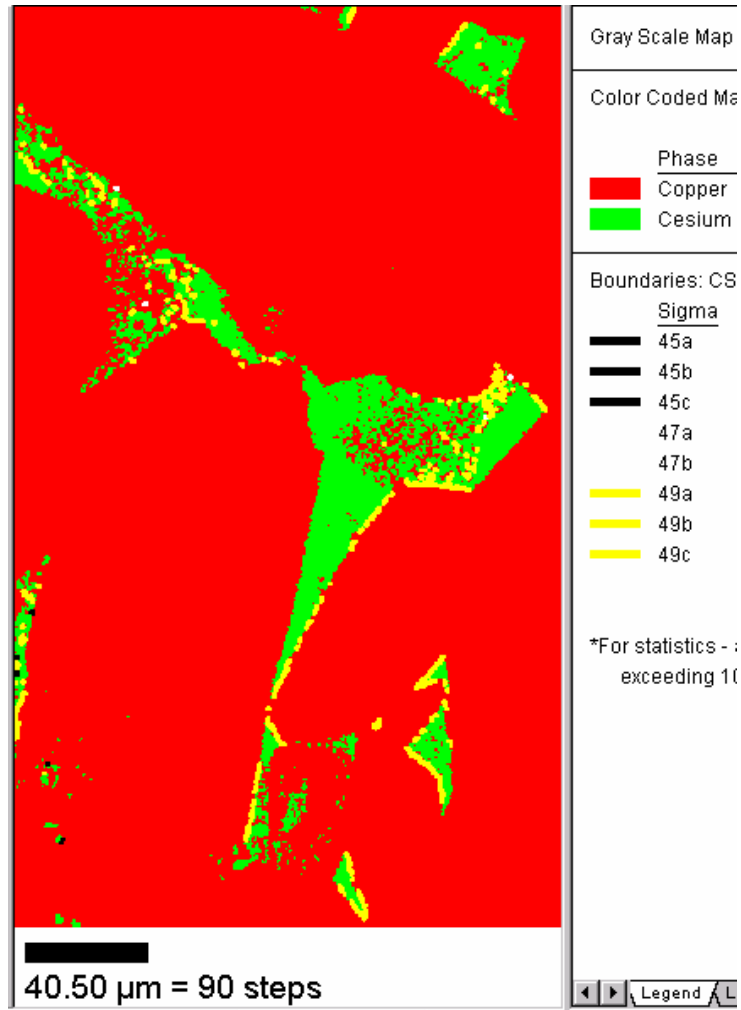 Gray Scale Map
Color Coded Ma
Phase
Copper
Cesium
Boundaries: CS
Sigma
45a
45b
45c
47a
47b
49a
49b
49c
*For statistics - a
exceeding 10
40.50 µm = 90 steps
Legend
L